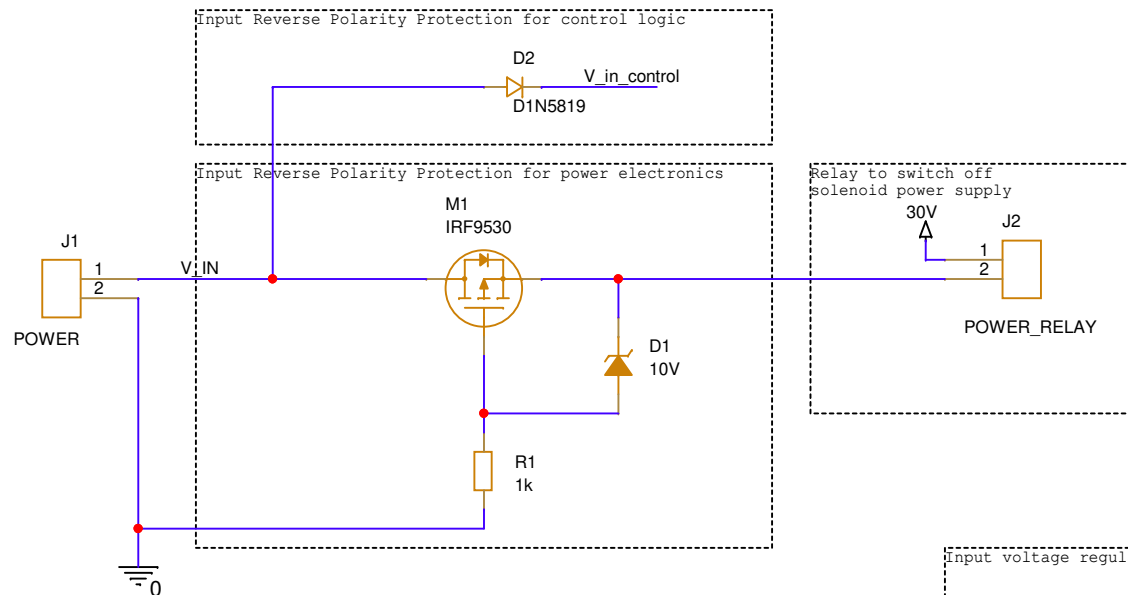 Input Reverse Polarity Protection for control logic
D2
V_in_control
D1N5819
Input Reverse Polarity Protection for power electronics
M1
IRF9530
Relay to switch off
solenoid power supply
30V
J2
1
2
POWER_RELAY
J1
1
2
V_IN
POWER
D1
10V
R1
1k
0
Input voltage regul